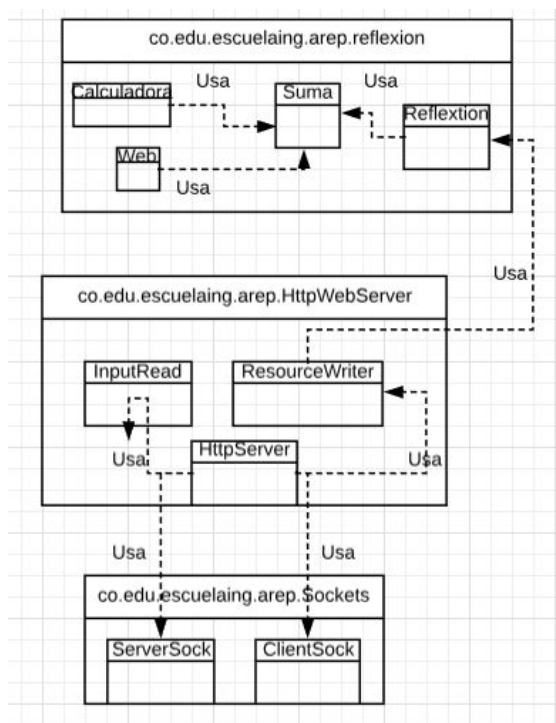 co.edu.escuelaing.arep.reflexion
Usa
Usa
Calculadora
Suma
Reflextion
Web
Usa
Usa
co.edu.escuelaing.arep.HttpWebServer
InputRead
ResourceWriter
HttpServer
Usa
Usa
Usa
Usa
co.edu.escuelaing.arep.Sockets
ServerSock
ClientSock